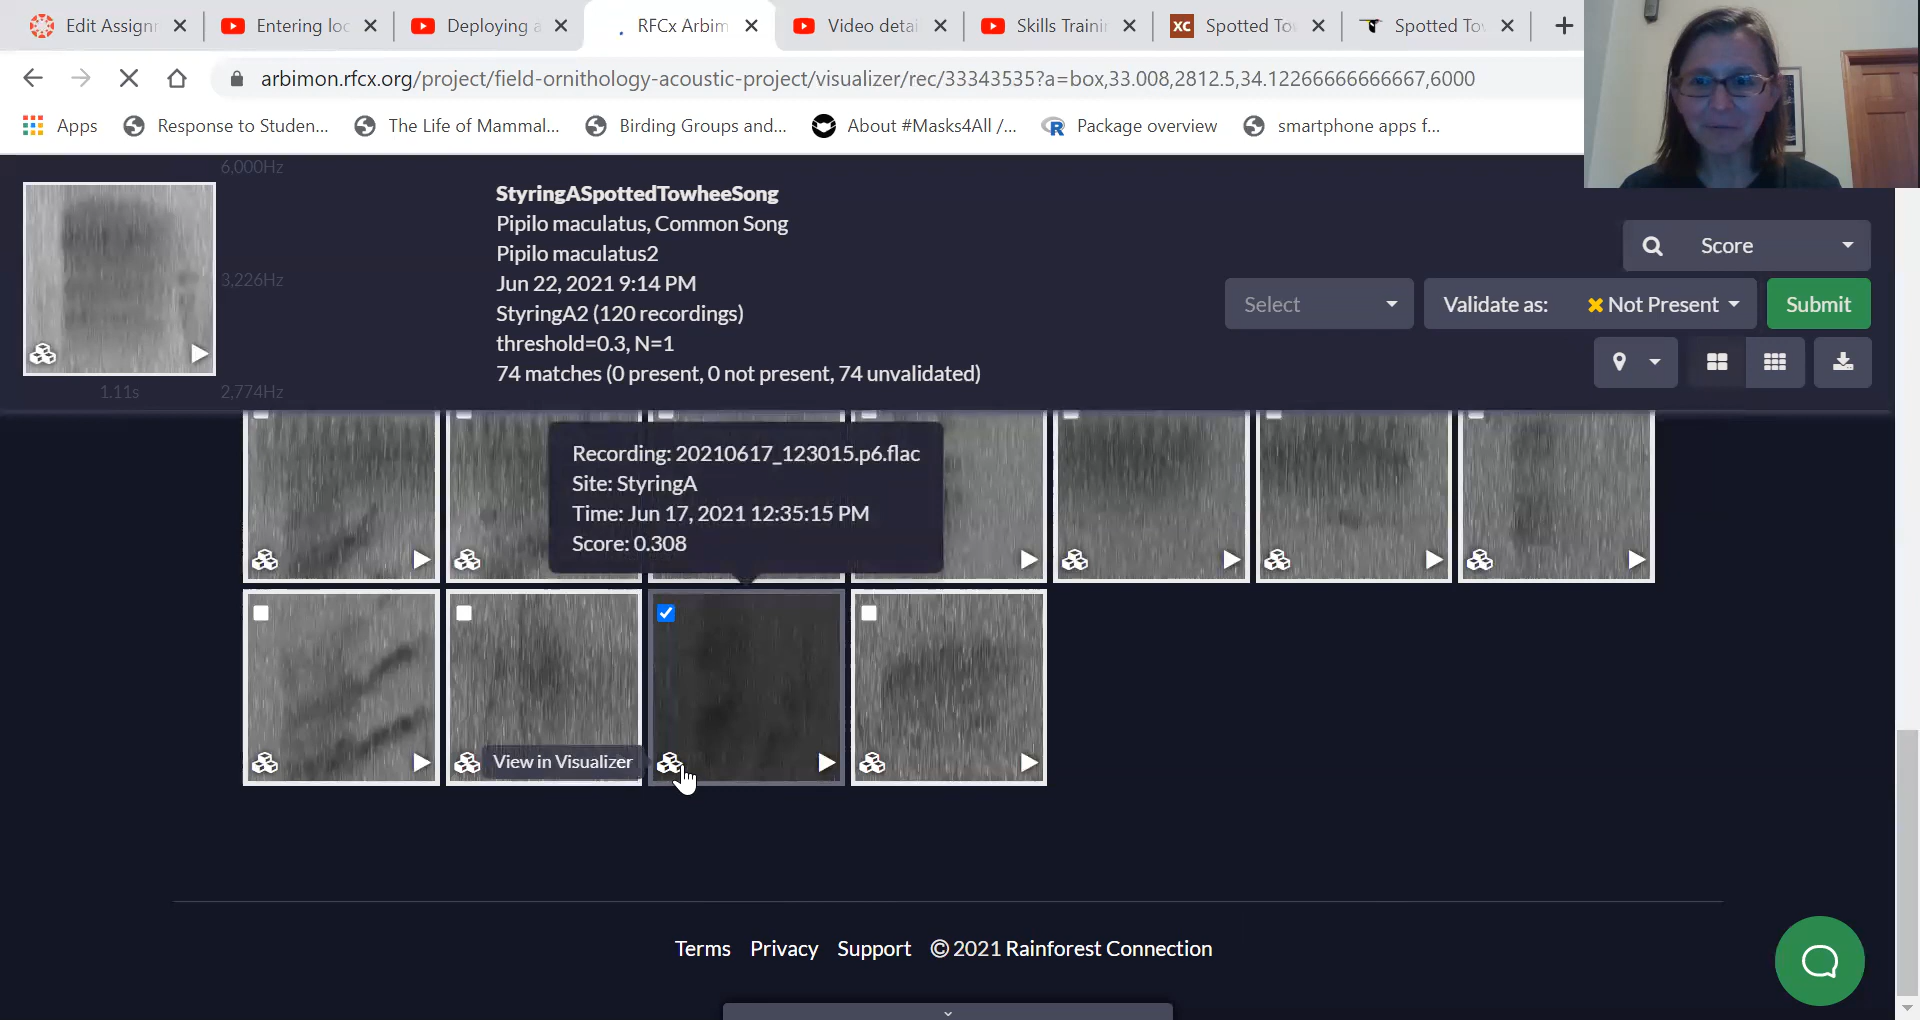 Edit Assignm
Entering loc
Deploying a
RFCx Arbim
Video detai
Skills Trainin
XC Spotted To
Spotted Tow
arbimon.rfcx.org/project/field-ornithology-acoustic-project/visualizer/rec/33343535?a=box,33.008,2812.5,34.12266666666667,6000
Apps
Response to Studen...
The Life of Mammal...
Birding Groups and...
About #Masks4All /...
Package overview
smartphone apps f...
6,000Hz
3,226Hz
1.11s
2,774Hz
StyringASpottedTowheeSong
Pipilo maculatus, Common Song
Pipilo maculatus2
Jun 22, 2021 9:14 PM
StyringA2 (120 recordings)
threshold=0.3, N=1
74 matches (0 present, 0 not present, 74 unvalidated)
Score
Select
Validate as: Not Present
Submit
Recording: 20210617_123015.p6.flac
Site: StyringA
Time: Jun 17, 2021 12:35:15 PM
Score: 0.308
View in Visualizer
Terms Privacy Support © 2021 Rainforest Connection